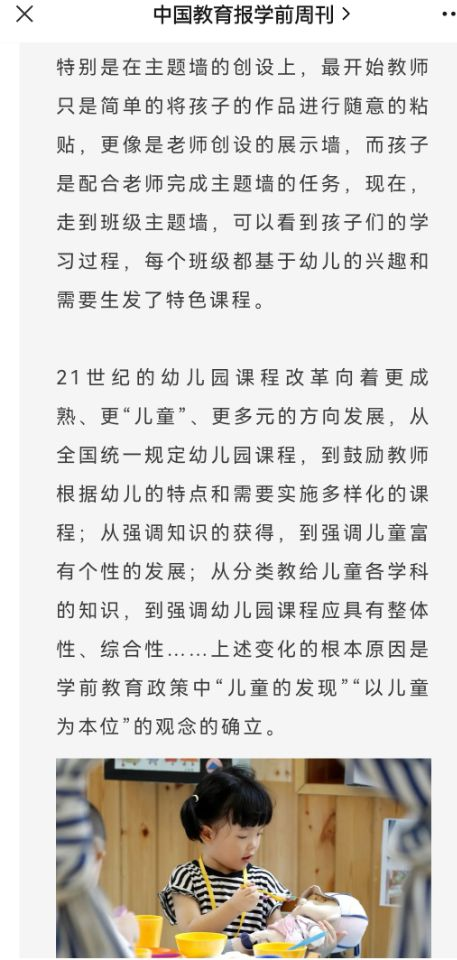 中国教育报学前周刊
特别是在主题墙的创设上，最开始教师
只是简单的将孩子的作品进行随意的粘
贴，更像是老师创设的展示墙，而孩子
是配合老师完成主题墙的任务，现在，
走到班级主题墙，可以看到孩子们的学
习过程，每个班级都基于幼儿的兴趣和
需要生发了特色课程。
21世纪的幼儿园课程改革向着更成
熟、更“儿童”、更多元的方向发展，从
全国统一规定幼儿园课程，到鼓励教师
根据幼儿的特点和需要实施多样化的课
程；从强调知识的获得，到强调儿童富
有个性的发展；从分类教给儿童各学科
的知识，到强调幼儿园课程应具有整体
性、综合性……上述变化的根本原因是
学前教育政策中“儿童的发现”“以儿童
为本位”的观念的确立。